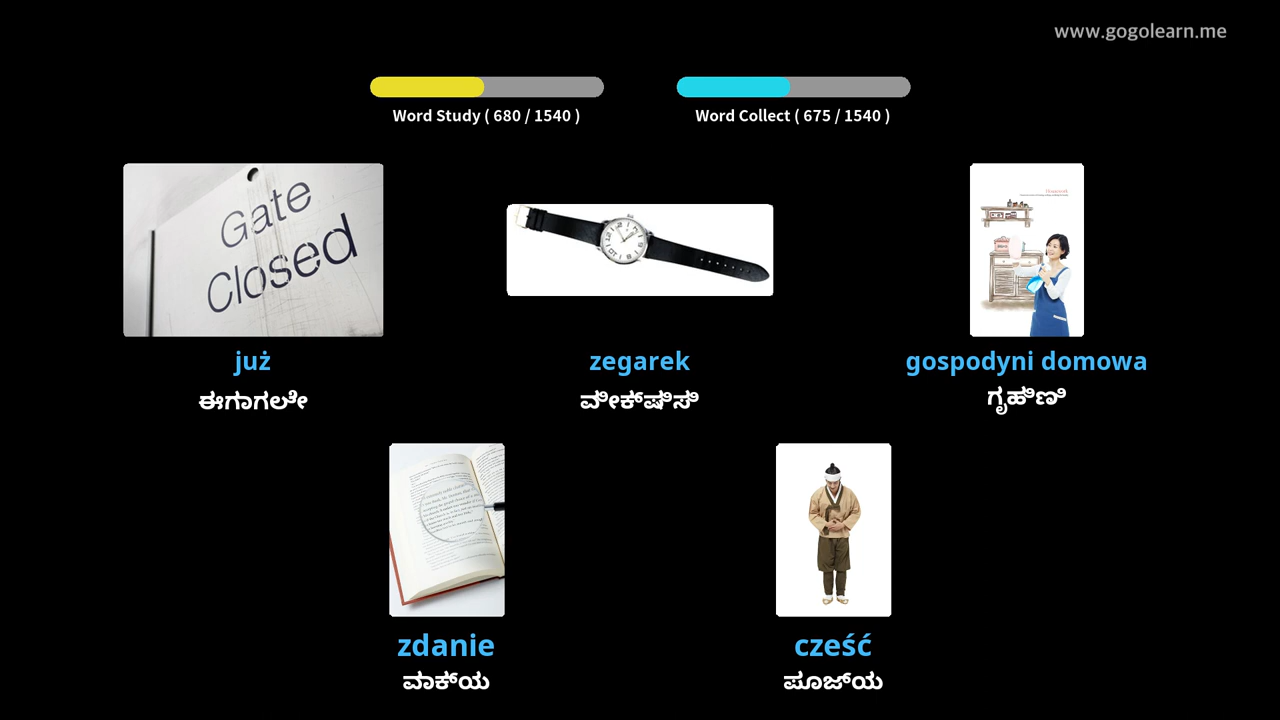 www.gogolearn.me
Word Study ( 680 / 1540 )
Word Collect ( 675 / 1540 )
Gate
Closed
już
ಈಗಾಗಲೇ
zegarek
ವೀಕ್ಷಿಸಿ
gospodyni domowa
ಗೃಹಿಣಿ
zdanie
ವಾಕ್ಯ
cześć
ಪೂಜ್ಯ